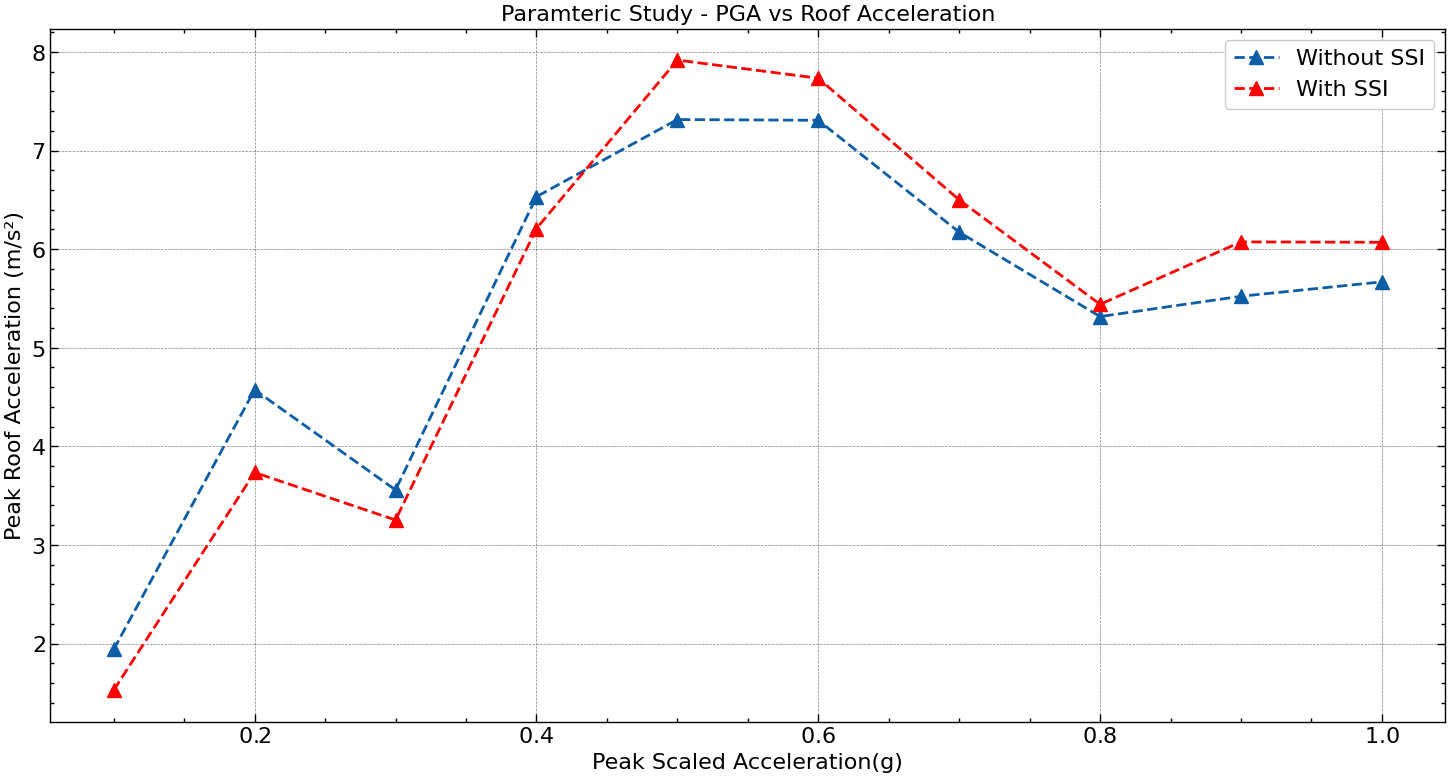 Paramteric Study - PGA vs Roof Acceleration
Without SSI
With SSI
Peak Roof Acceleration (m/s²)
8
7
6
5
4
3
2
0.2 0.4 0.6 0.8 1.0
Peak Scaled Acceleration(g)